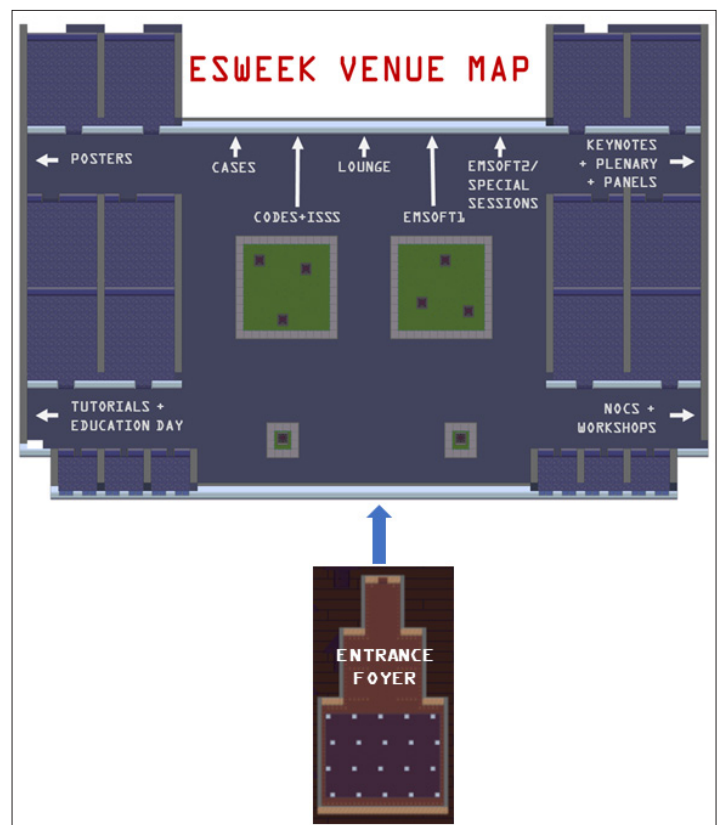 ESWEEK VENUE MAP
POSTERS
CASES
LOUNGE
EMSOFT2/
SPECIAL
SESSIONS
KEYNOTES
+ PLENARY
+ PANELS
CODES+ISSS
EMSOFT1
TUTORIALS +
EDUCATION DAY
NOCS +
WORKSHOPS
ENTRANCE
FOYER